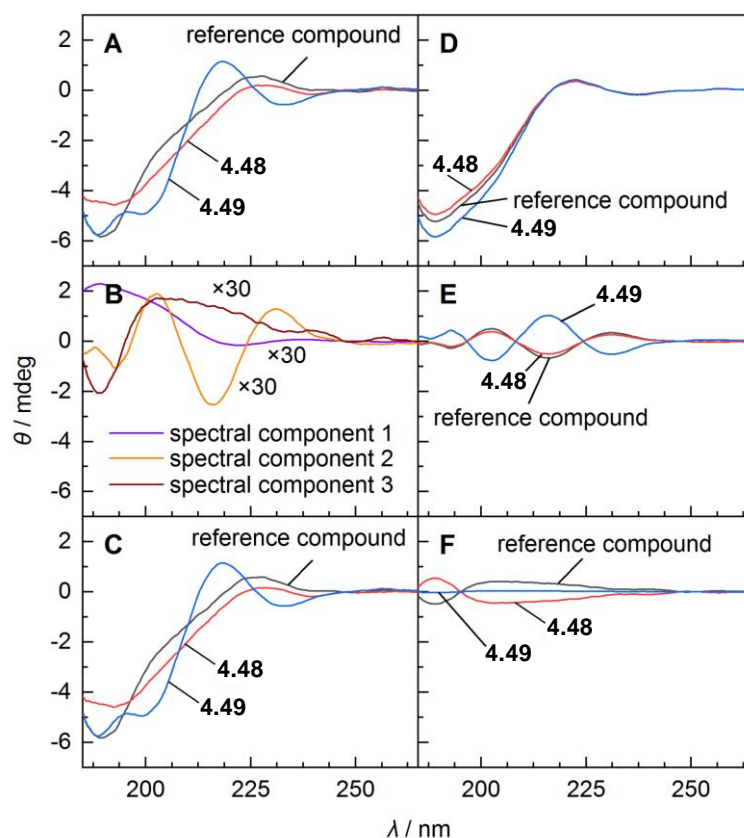 A
reference compound
4.48
4.49
D
4.48
reference compound
4.49
B
×30
×30
×30
spectral component 1
spectral component 2
spectral component 3
E
4.49
4.48
reference compound
C
reference compound
4.48
4.49
F
reference compound
4.48
4.49
2
0
-2
-4
-6
2
0
-2
-4
-6
2
0
-2
-4
-6
θ / mdeg
200 225 250 200 225 250
λ / nm